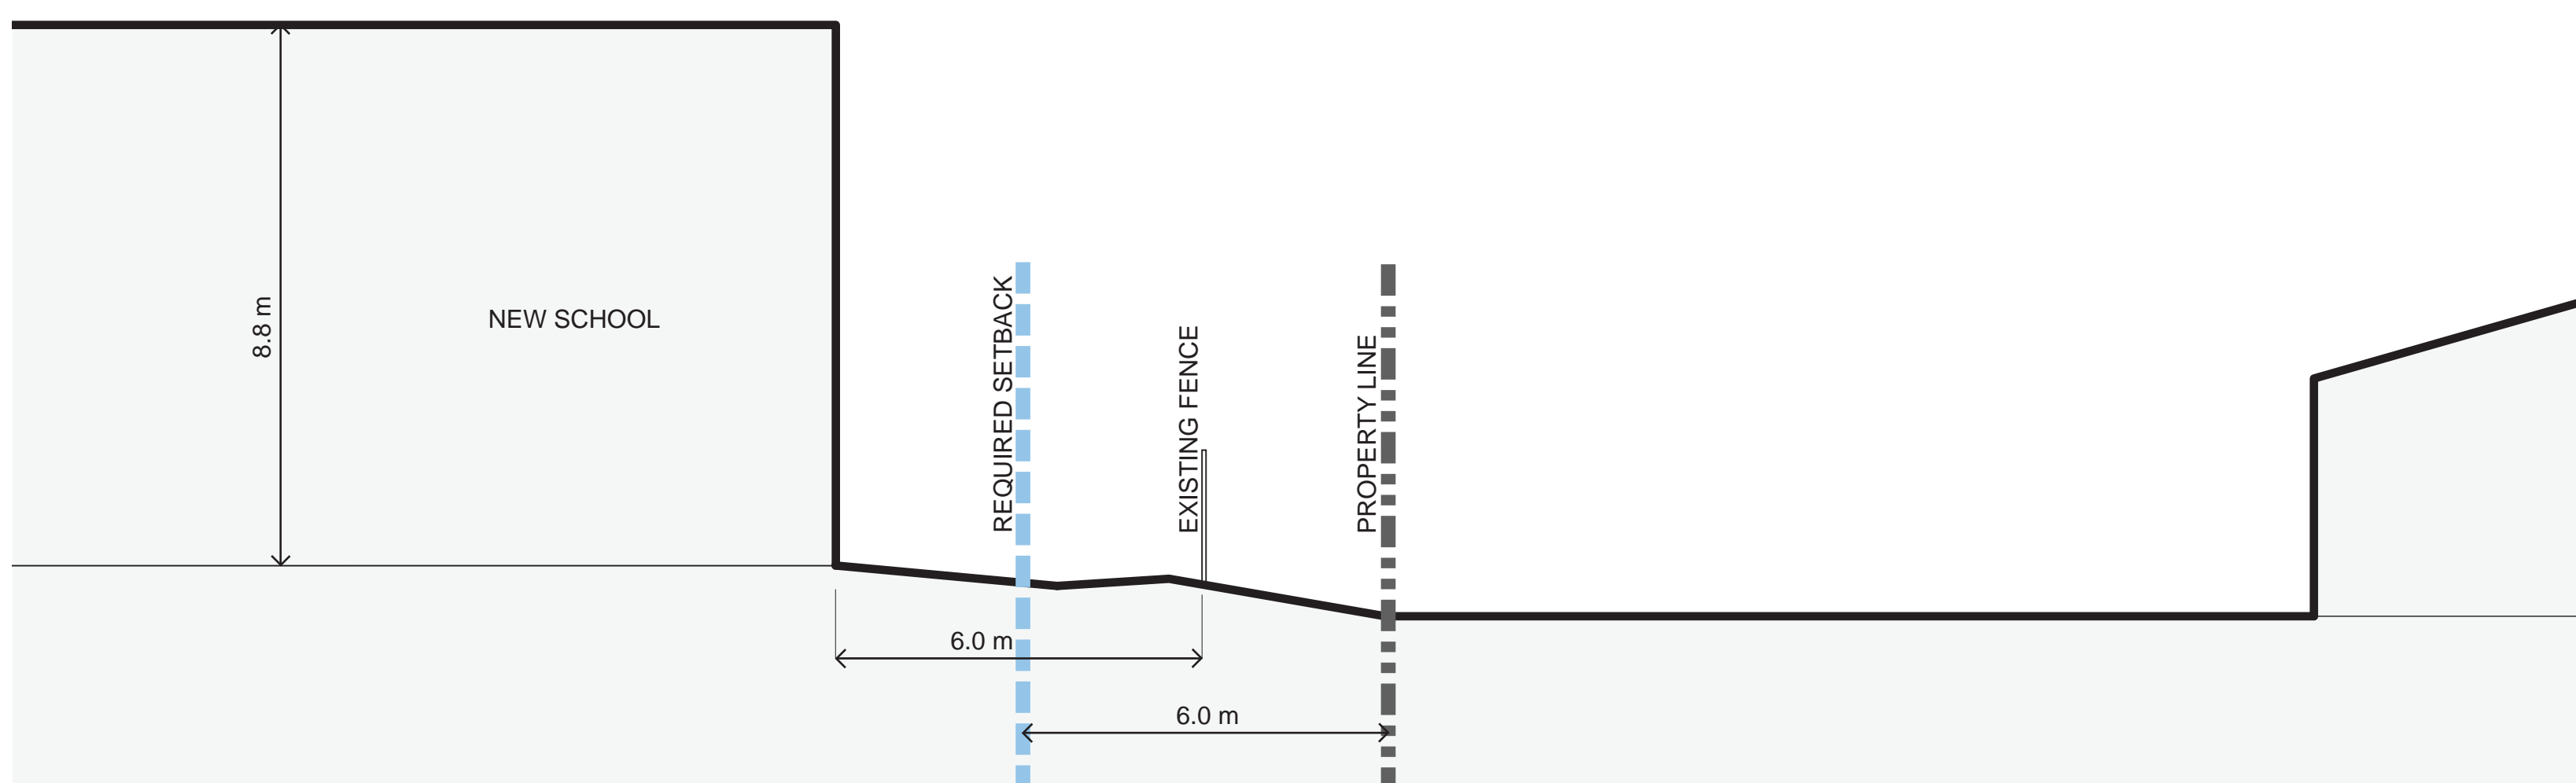 8.8 m
NEW SCHOOL
REQUIRED SETBACK
EXISTING FENCE
PROPERTY LINE
6.0 m
6.0 m